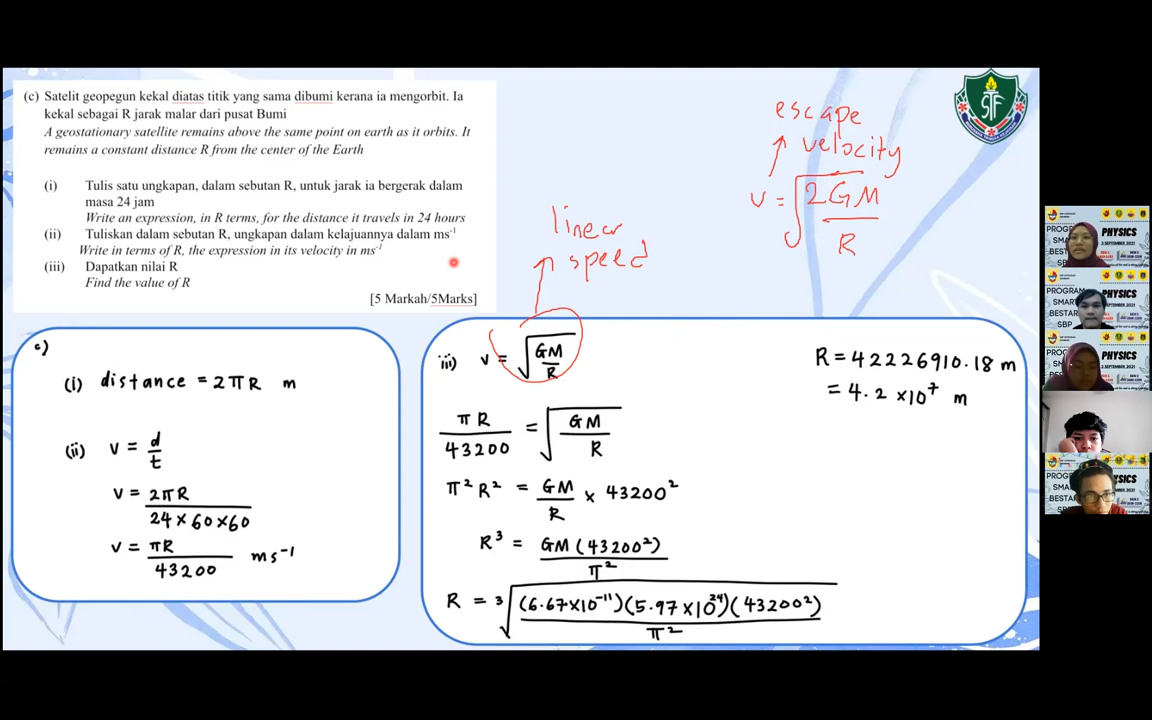 (c) Satelit geopegun kekal diatas titik yang sama dibumi kerana ia mengorbit. Ia
kekal sebagai R jarak malar dari pusat Bumi
A geostationary satellite remains above the same point on earth as it orbits. It
remains a constant distance R from the center of the Earth
(i) Tulis satu ungkapan, dalam sebutan R, untuk jarak ia bergerak dalam
masa 24 jam
Write an expression, in R terms, for the distance it travels in 24 hours
(ii) Tuliskan dalam sebutan R, ungkapan dalam kelajuannya dalam ms⁻¹
Write in terms of R, the expression in its velocity in ms⁻¹
(iii) Dapatkan nilai R
Find the value of R
[5 Markah/5Marks]
escape
velocity
v = √(2GM/R)
linear
speed
c)
(i) distance = 2πR m
(ii) v = d/t
v = 2πR/(24×60×60)
v = πR/43200 ms⁻¹
iii) v = √(GM/R)
πR/43200 = √(GM/R)
π²R² = GM/R × 43200²
R³ = GM(43200²)/π²
R = ³√((6.67×10⁻¹¹)(5.97×10²⁴)(43200²)/π²)
R = 42226910.18 m
= 4.2 ×10⁷ m
STF
PHYSICS
PROGRAM
SMART
BESTARI
SBP
PHYSICS
PHYSICS
PHYSICS
PHYSICS